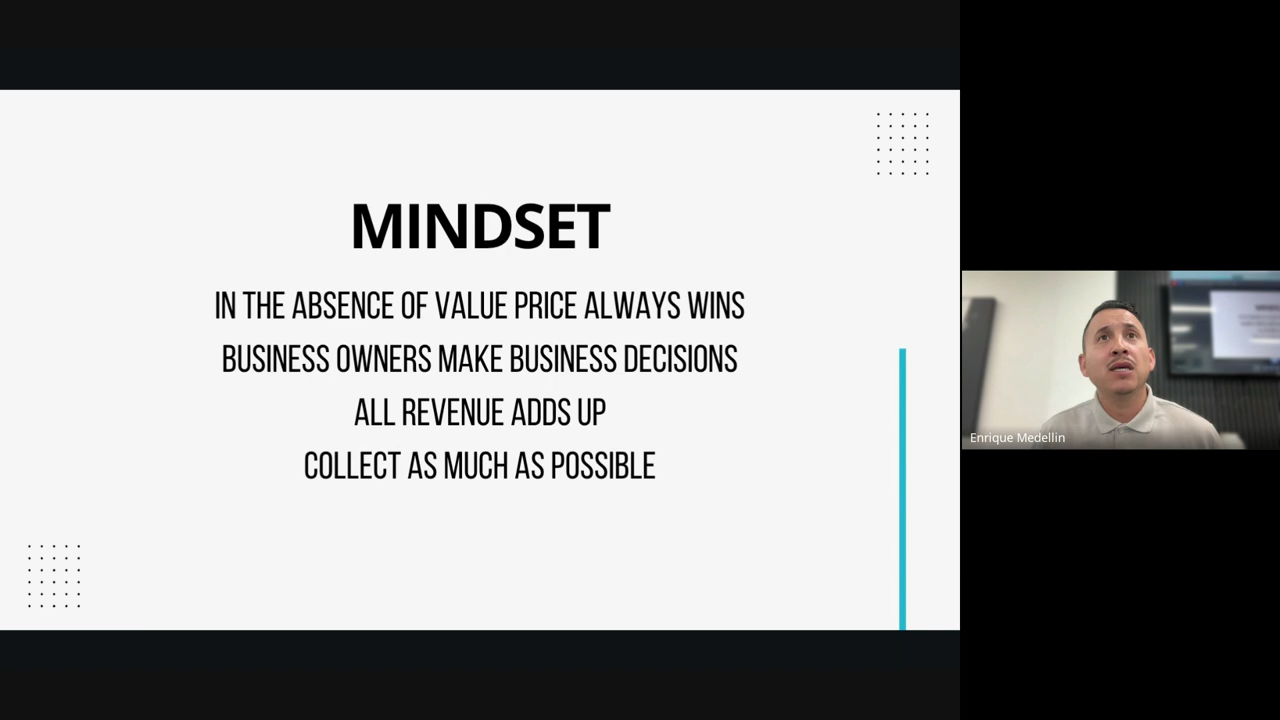 MINDSET
IN THE ABSENCE OF VALUE PRICE ALWAYS WINS
BUSINESS OWNERS MAKE BUSINESS DECISIONS
ALL REVENUE ADDS UP
COLLECT AS MUCH AS POSSIBLE
Enrique Medellin